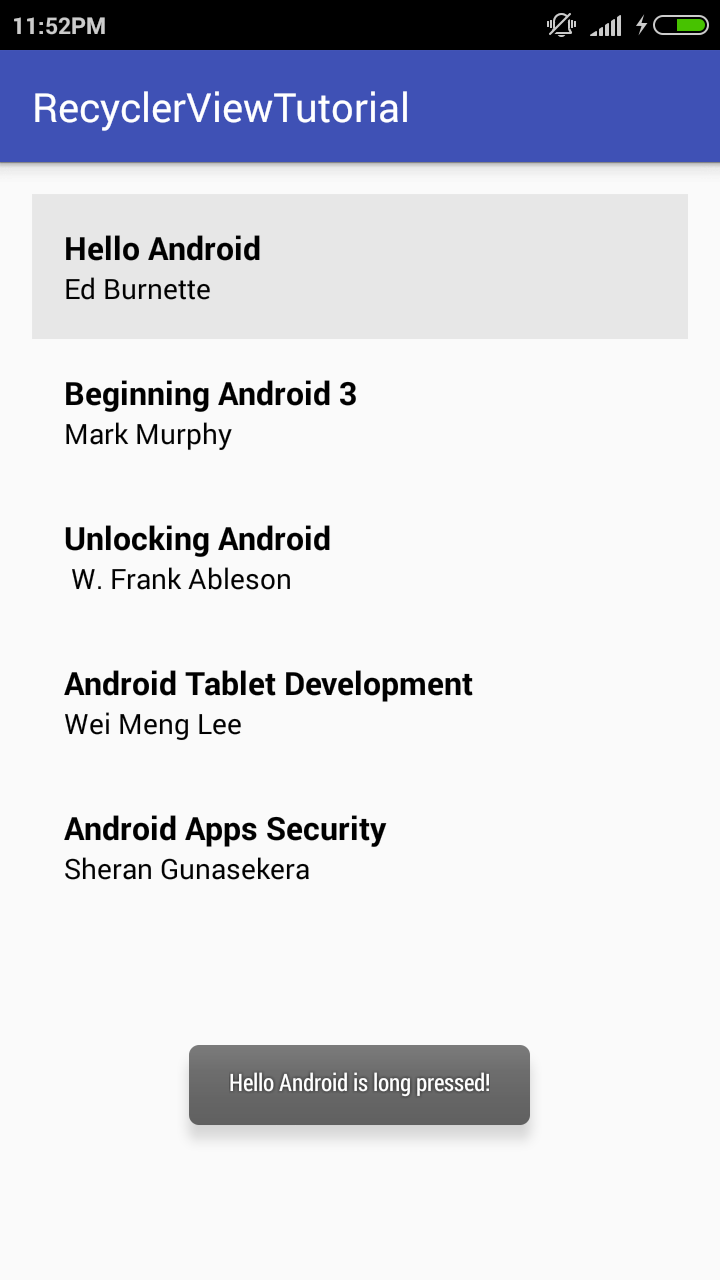 11:52PM
RecyclerViewTutorial
Hello Android
Ed Burnette
Beginning Android 3
Mark Murphy
Unlocking Android
W. Frank Ableson
Android Tablet Development
Wei Meng Lee
Android Apps Security
Sheran Gunasekera
Hello Android is long pressed!